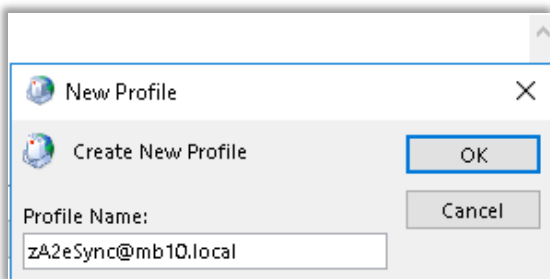 New Profile
Create New Profile
OK
Profile Name:
Cancel
zA2eSync@mb10.local